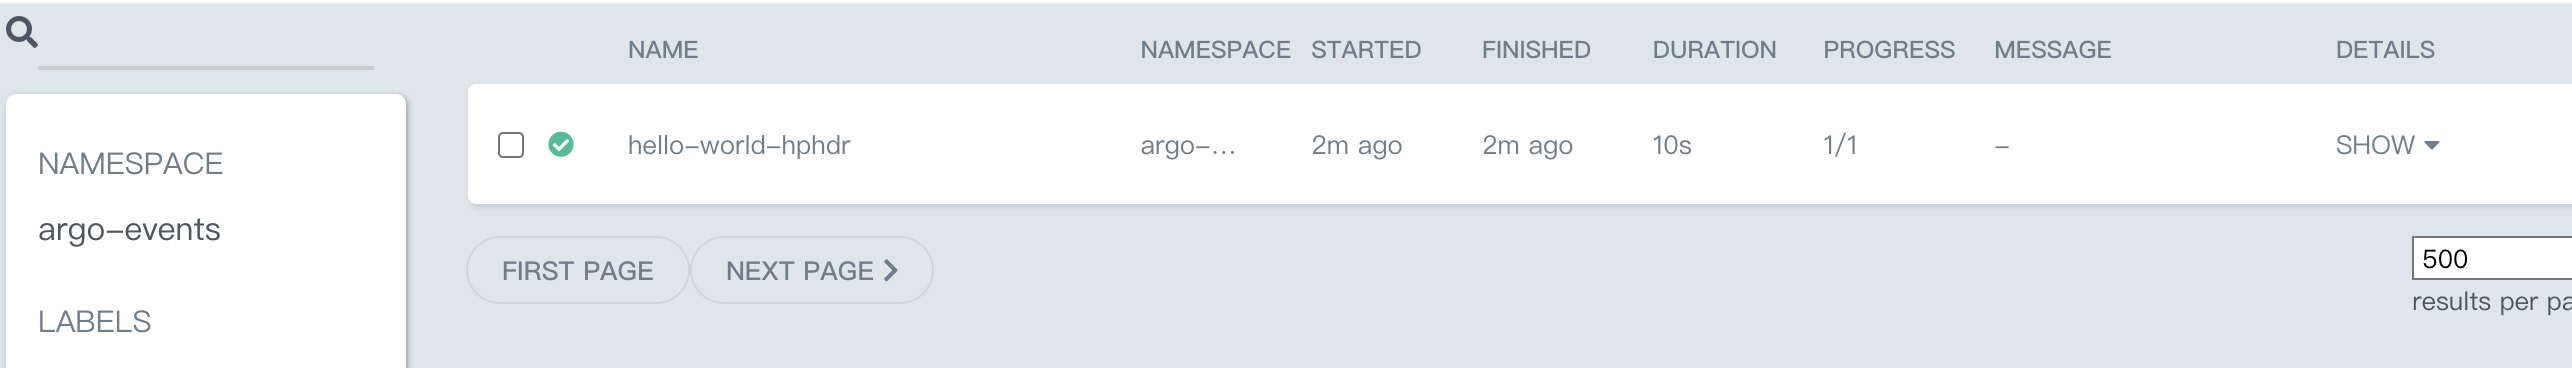 NAME NAMESPACE STARTED FINISHED DURATION PROGRESS MESSAGE DETAILS
hello-world-hphdr argo-... 2m ago 2m ago 10s 1/1 - SHOW
NAMESPACE
argo-events
LABELS
FIRST PAGE NEXT PAGE
500
results per pa